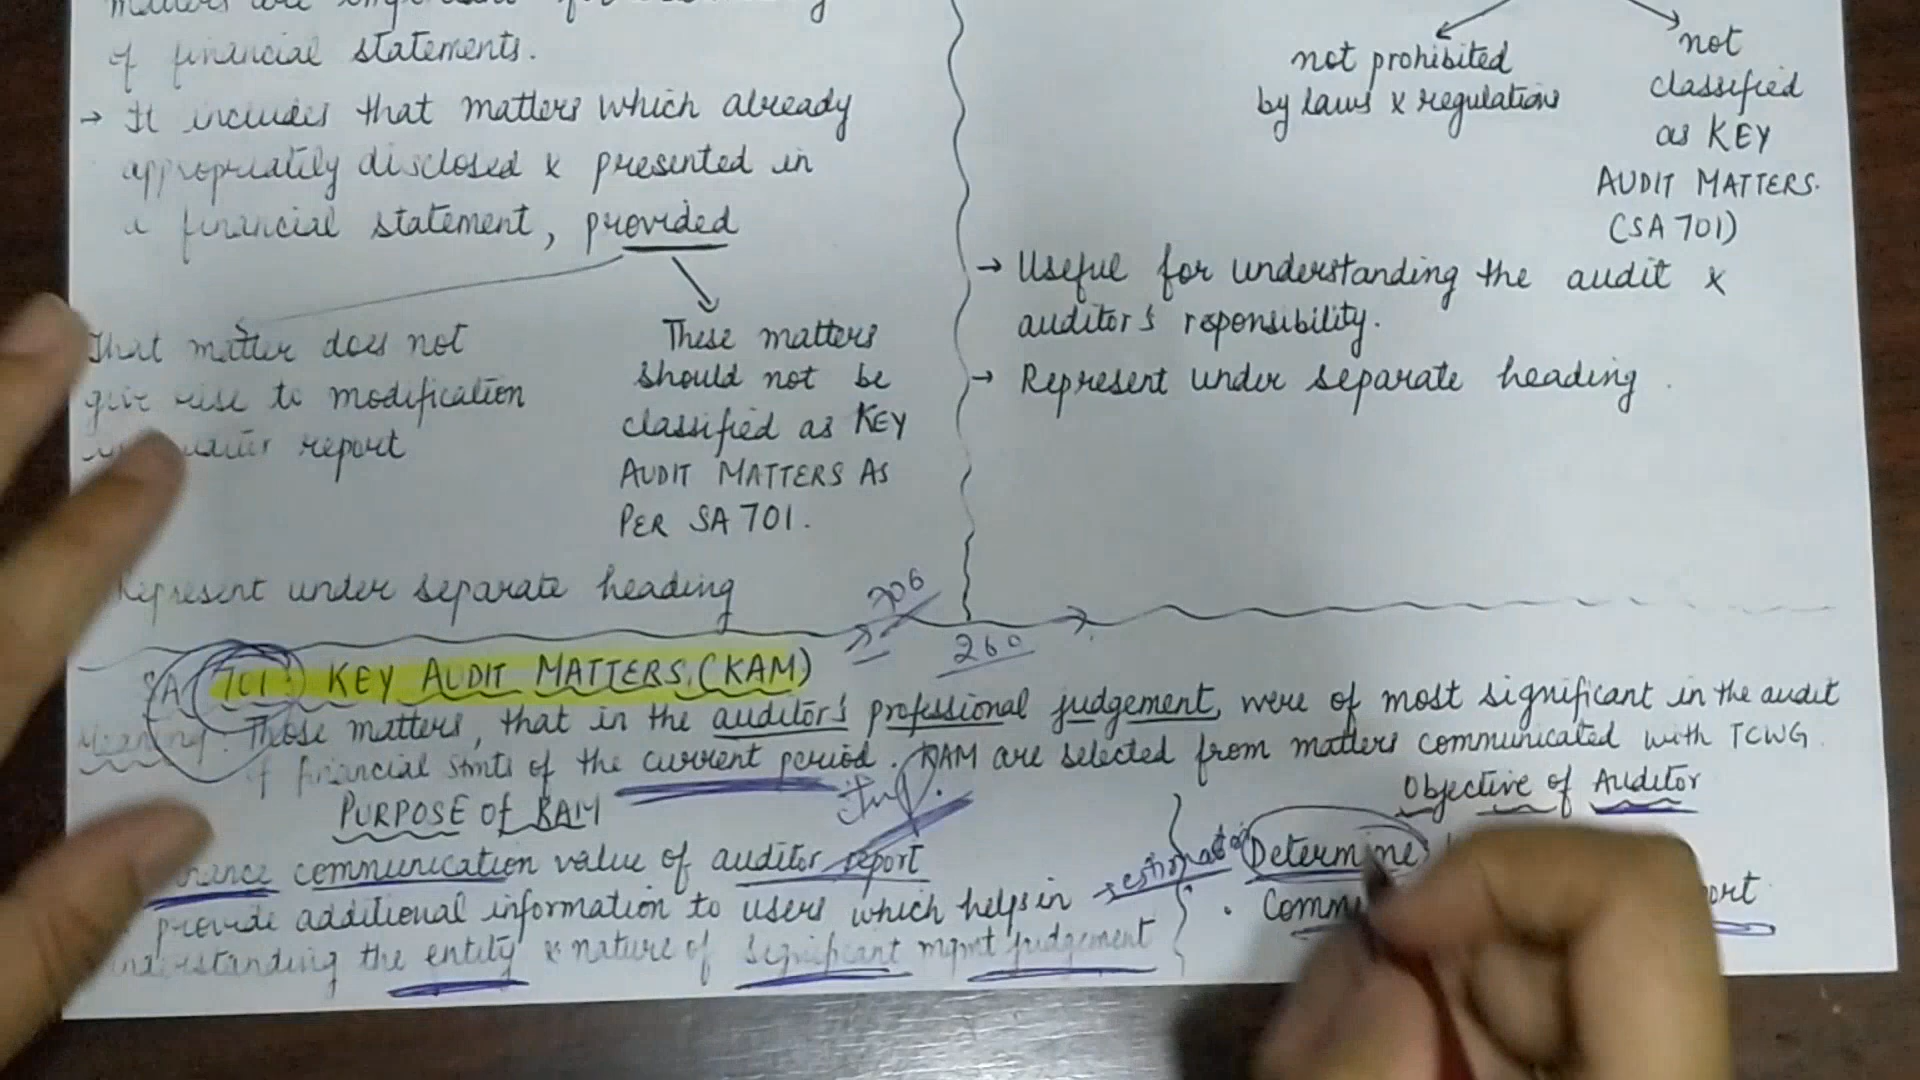 of financial statements.
→ It includes that matters which already
appropriately disclosed & presented in
a financial statement, provided
That matter does not
give rise to modification
report
These matters
should not be
classified as KEY
AUDIT MATTERS AS
PER SA 701.
Represent under separate heading
not prohibited
by laws & regulations
not
classified
as KEY
AUDIT MATTERS.
(SA 701)
→ Useful for understanding the audit &
auditor's reponsibility.
→ Represent under separate heading.
706
260
SA 701: KEY AUDIT MATTERS. (KAM)
Meaning: Those matters, that in the auditor's professional judgement, were of most significant in the audit
of financial stmts of the current period. KAM are selected from matters communicated with TCWG.
PURPOSE OF KAM
communication value of auditor report
provide additional information to users which helps in
understanding the entity & nature of significant mgmt judgement
Objective of Auditor
Determine